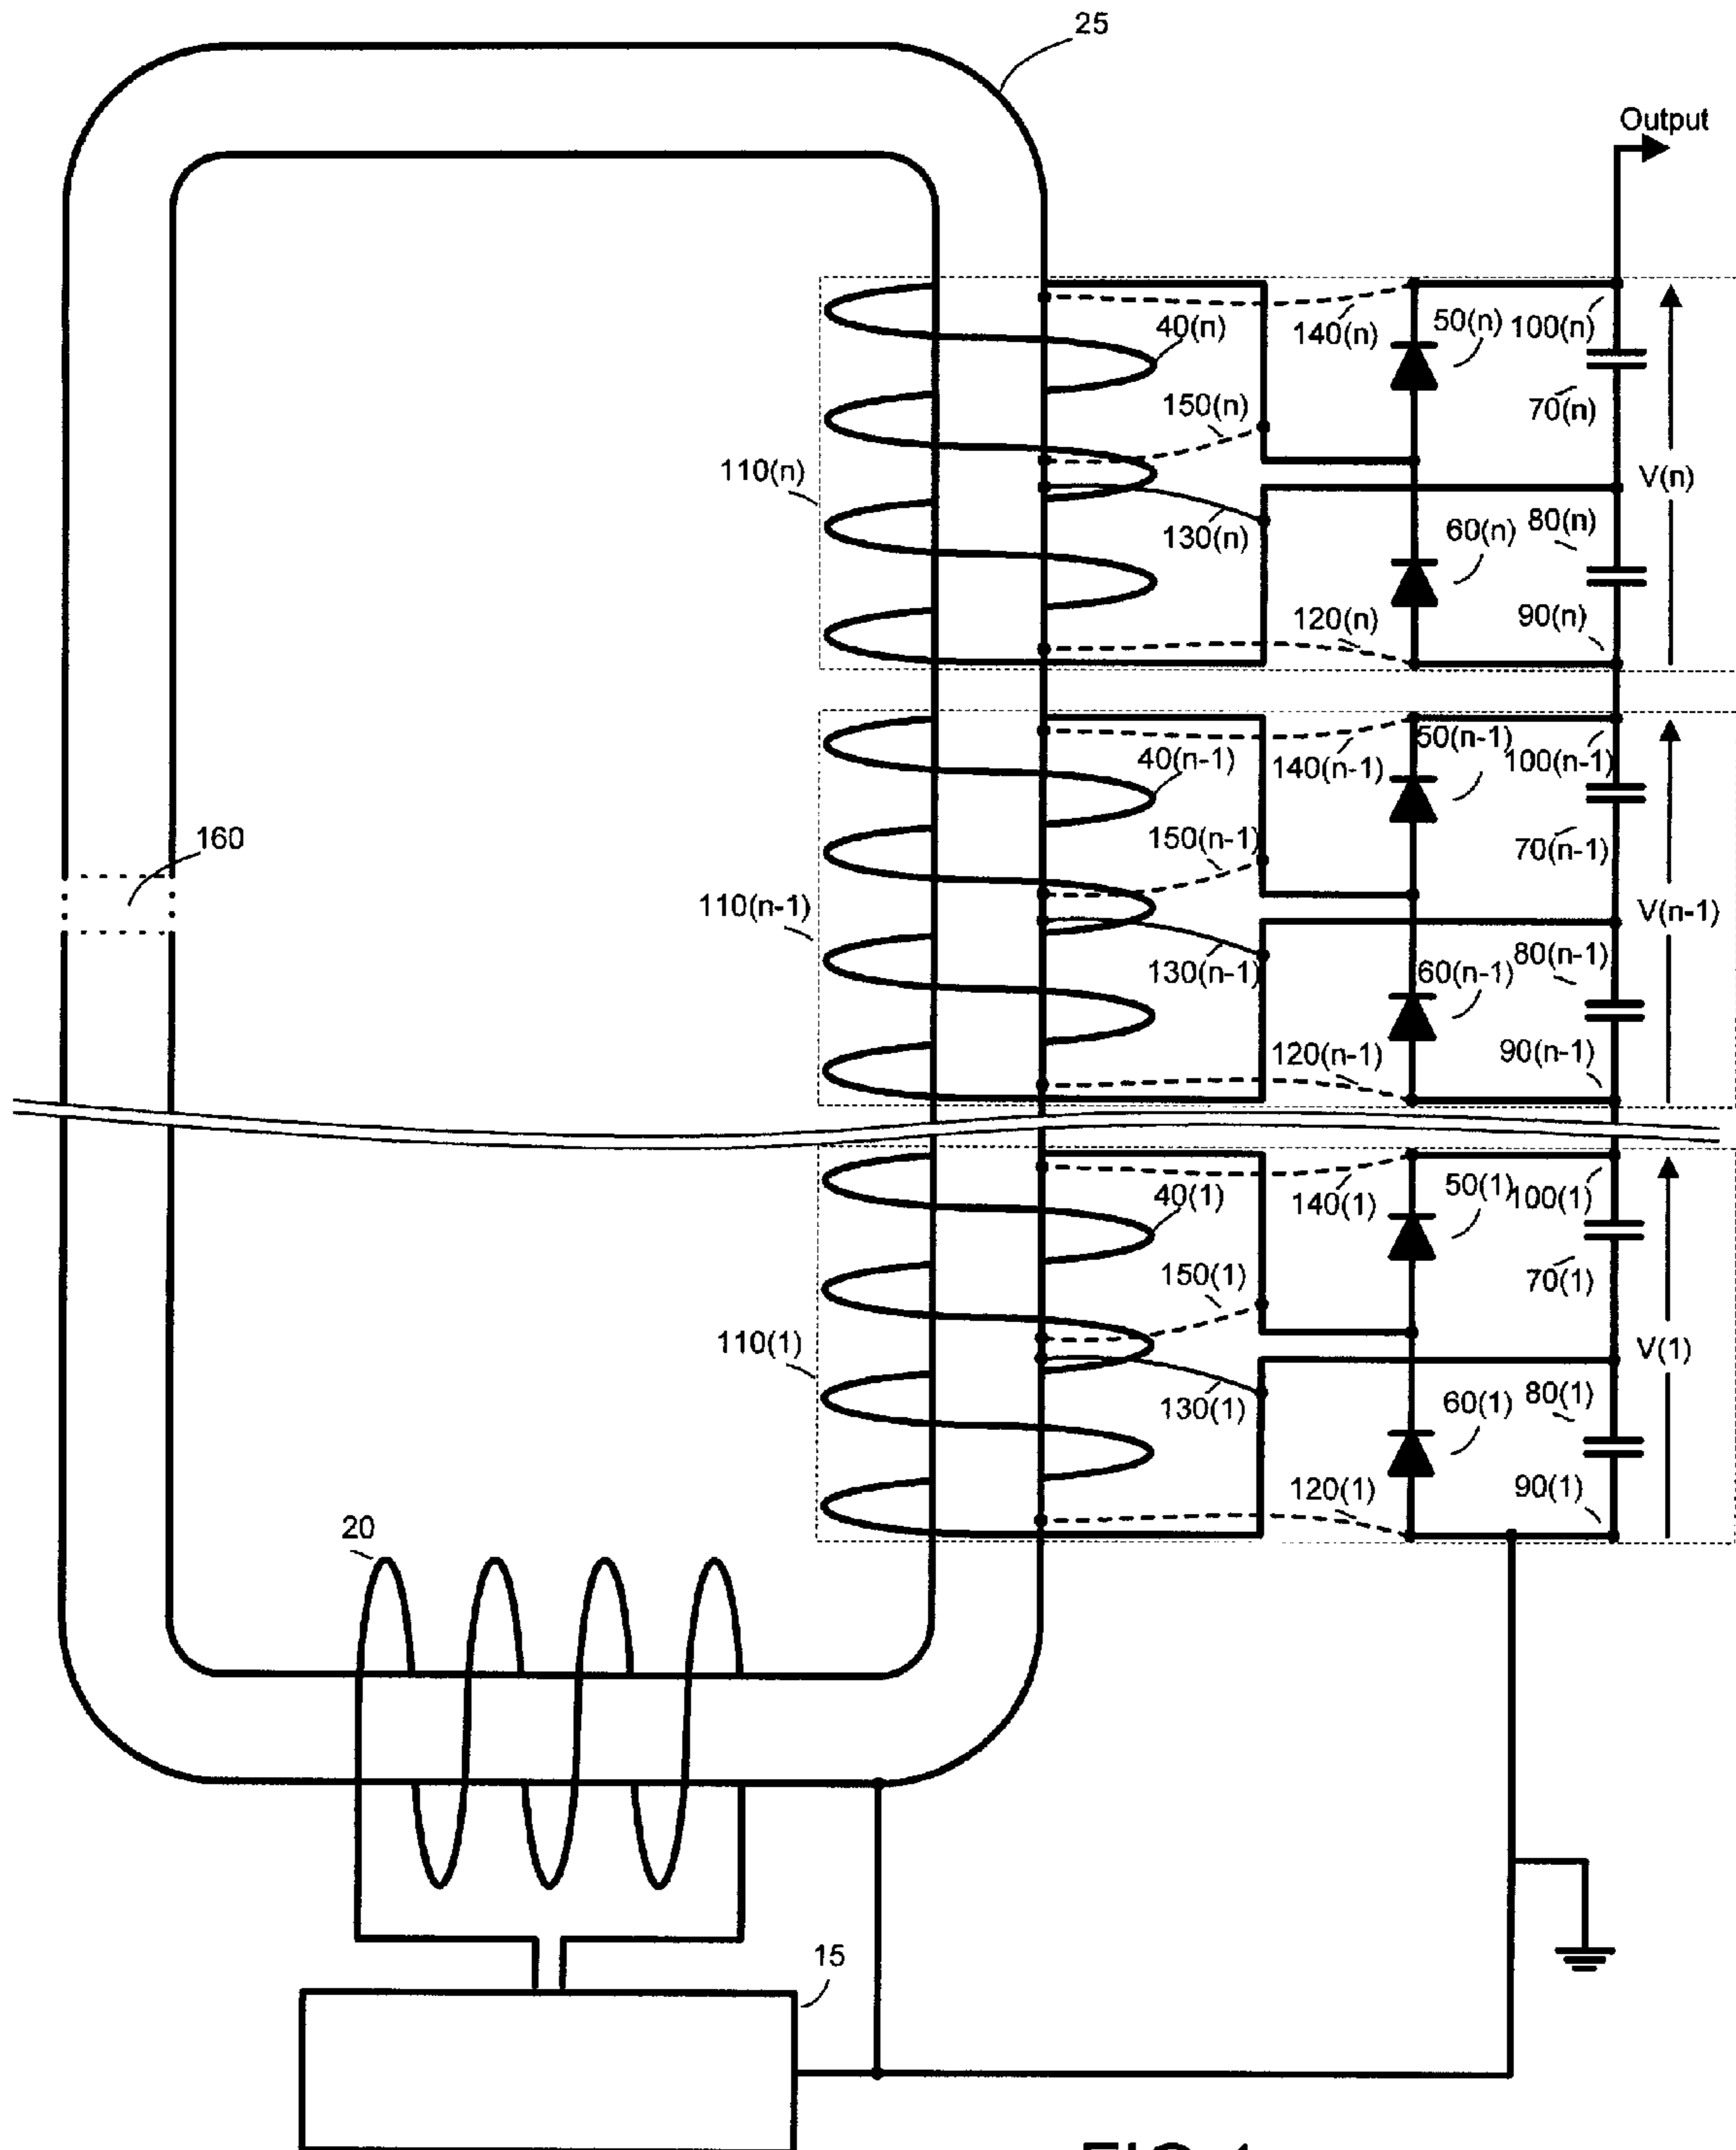 25
Output
40(n)
140(n)
50(n)
100(n)
150(n)
70(n)
110(n)
V(n)
130(n)
60(n)
80(n)
120(n)
90(n)
40(n-1)
140(n-1)
50(n-1)
100(n-1)
150(n-1)
70(n-1)
160
110(n-1)
V(n-1)
130(n-1)
60(n-1)
80(n-1)
120(n-1)
90(n-1)
40(1)
140(1)
50(1)
100(1)
150(1)
70(1)
110(1)
V(1)
130(1)
60(1)
80(1)
120(1)
90(1)
20
15